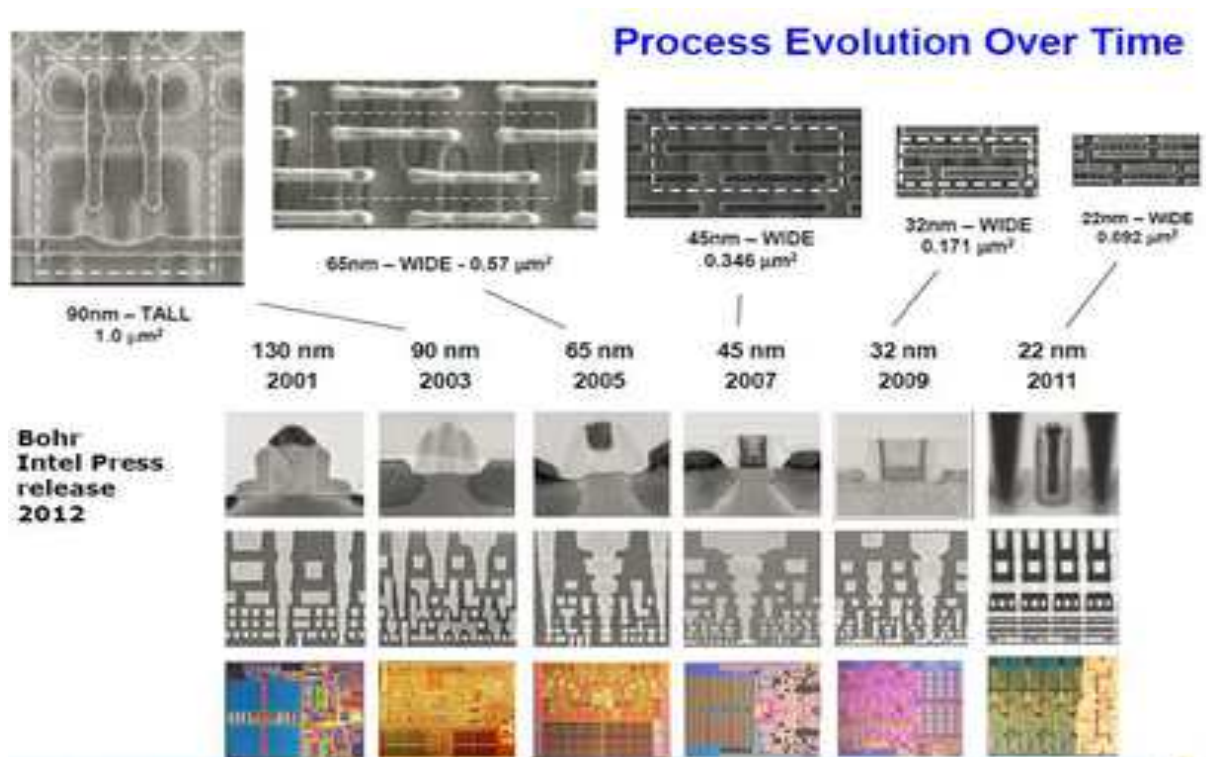 Process Evolution Over Time
90nm – TALL
1.0 µm²
65nm – WIDE - 0.57 µm²
45nm – WIDE
0.346 µm²
32nm – WIDE
0.171 µm²
22nm – WIDE
0.092 µm²
130 nm
2001
90 nm
2003
65 nm
2005
45 nm
2007
32 nm
2009
22 nm
2011
Bohr
Intel Press
release
2012